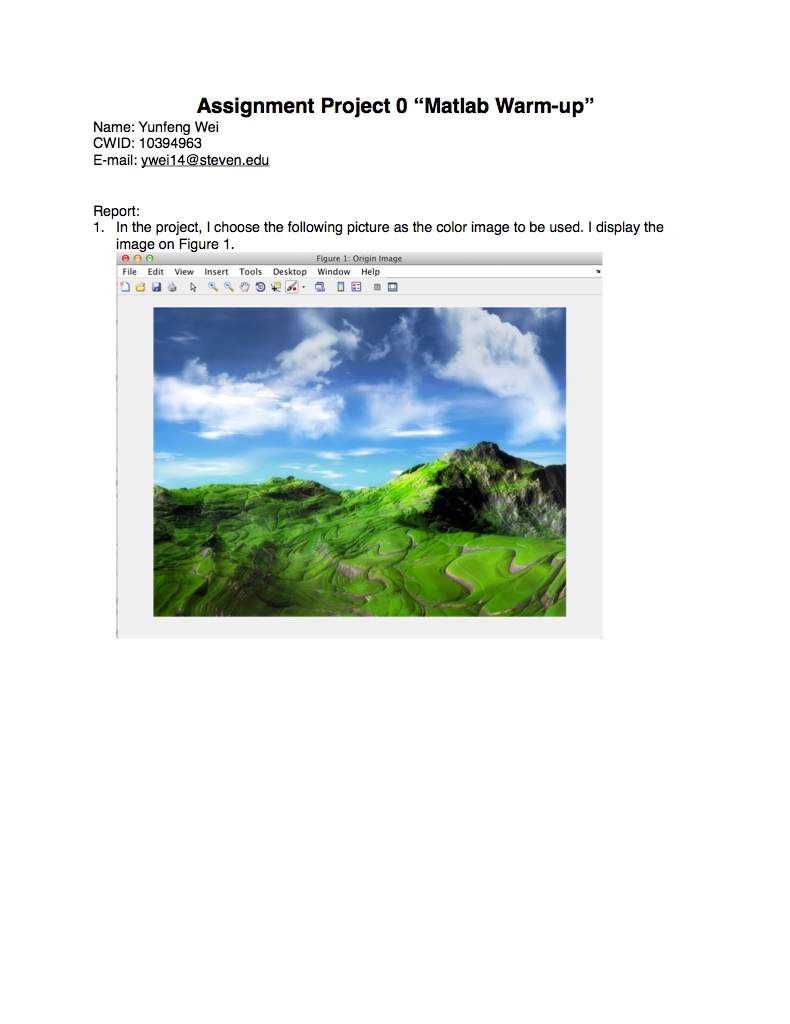 Assignment Project 0 “Matlab Warm-up”
Name: Yunfeng Wei
CWID: 10394963
E-mail: ywei14@steven.edu
Report:
1. In the project, I choose the following picture as the color image to be used. I display the
image on Figure 1.
Figure 1: Origin Image
File Edit View Insert Tools Desktop Window Help